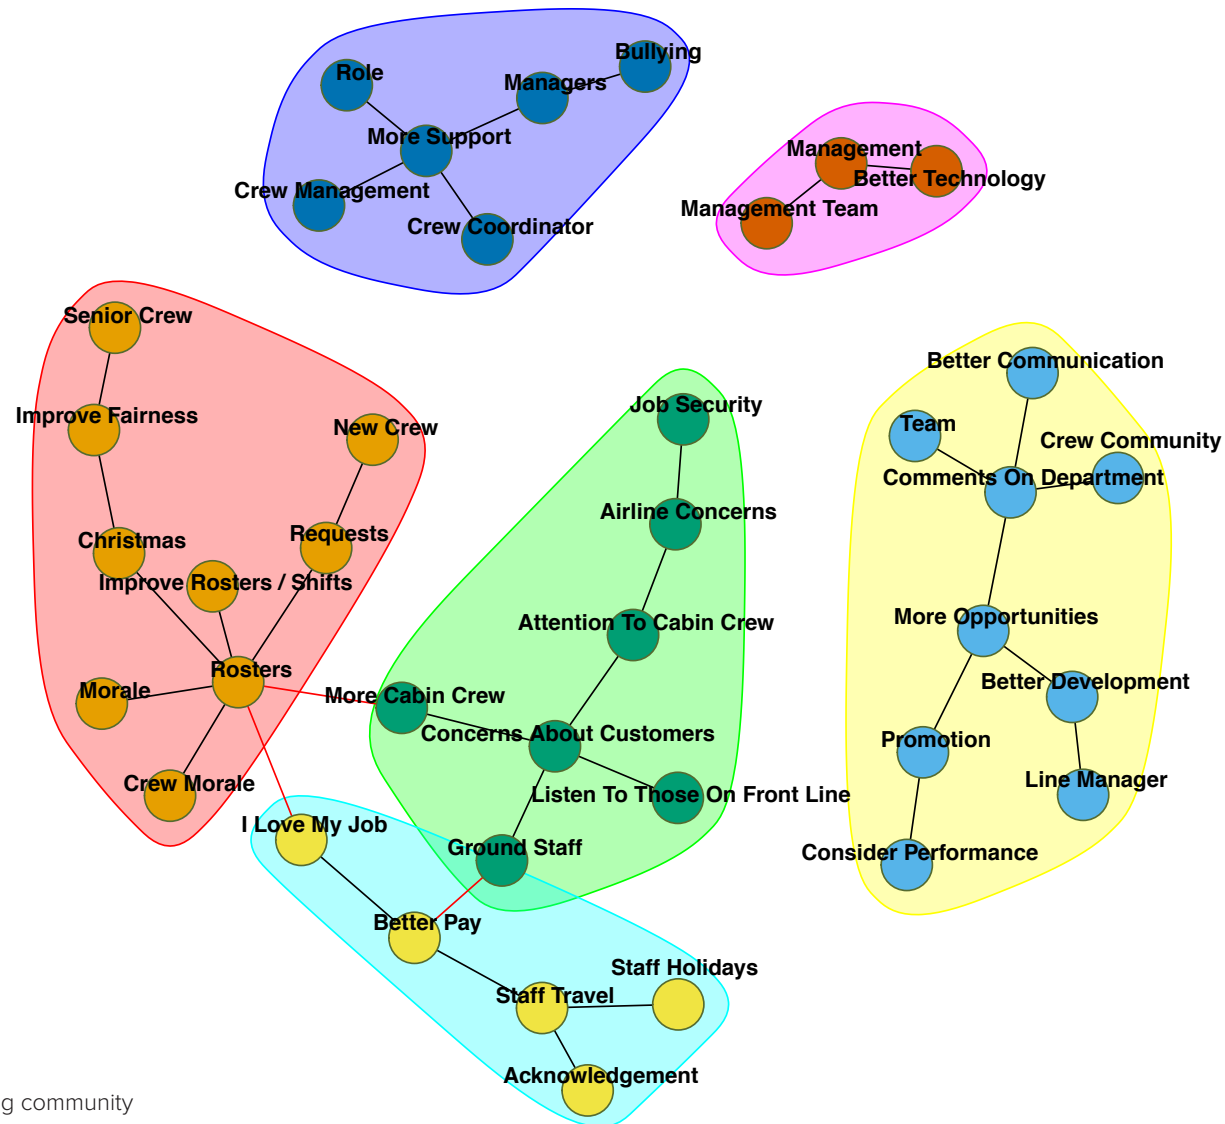 Bullying
Role
Managers
More Support
Management
Better Technology
Crew Management
Management Team
Crew Coordinator
Senior Crew
Better Communication
Job Security
Improve Fairness
New Crew
Team
Crew Community
Comments On Department
Airline Concerns
Christmas
Requests
Improve Rosters / Shifts
Attention To Cabin Crew
More Opportunities
Rosters
Morale
More Cabin Crew
Better Development
Concerns About Customers
Promotion
Crew Morale
Listen To Those On Front Line
Line Manager
I Love My Job
Ground Staff
Consider Performance
Better Pay
Staff Holidays
Staff Travel
Acknowledgement
g community